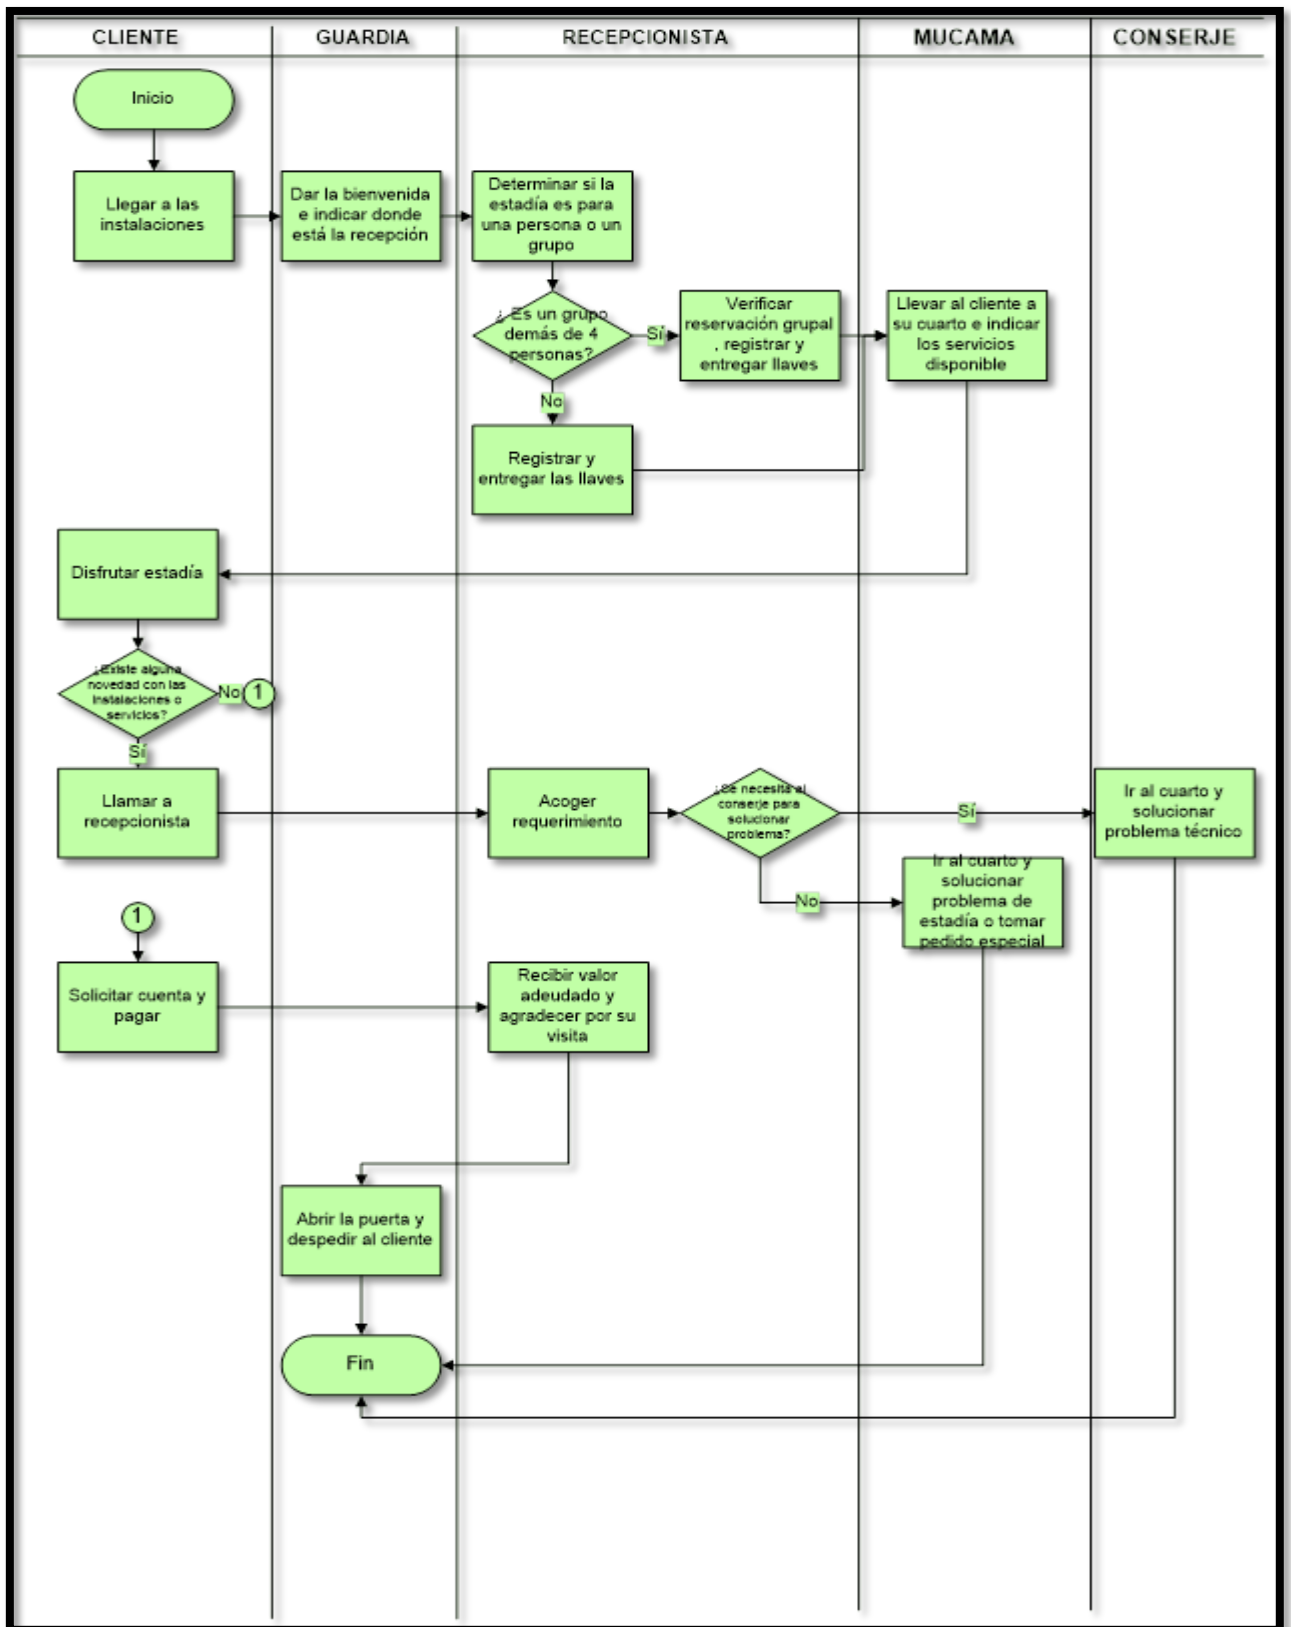 CLIENTE
GUARDIA
RECEPCIONISTA
MUCAMA
CONSERJE
Inicio
Llegar a las
instalaciones
Dar la bienvenida
e indicar donde
está la recepción
Determinar si la
estadía es para
una persona o un
grupo
¿ Es un grupo
demás de 4
personas?
Sí
Verificar
reservación grupal
, registrar y
entregar llaves
Llevar al cliente a
su cuarto e indicar
los servicios
disponible
No
Registrar y
entregar las llaves
Disfrutar estadía
¿Existe alguna
novedad con las
instalaciones o
servicios?
No
1
Sí
Llamar a
recepcionista
Acoger
requerimiento
¿Se necesita al
conserje para
solucionar
problema?
Sí
Ir al cuarto y
solucionar
problema técnico
No
Ir al cuarto y
solucionar
problema de
estadía o tomar
pedido especial
1
Solicitar cuenta y
pagar
Recibir valor
adeudado y
agradecer por su
visita
Abrir la puerta y
despedir al cliente
Fin